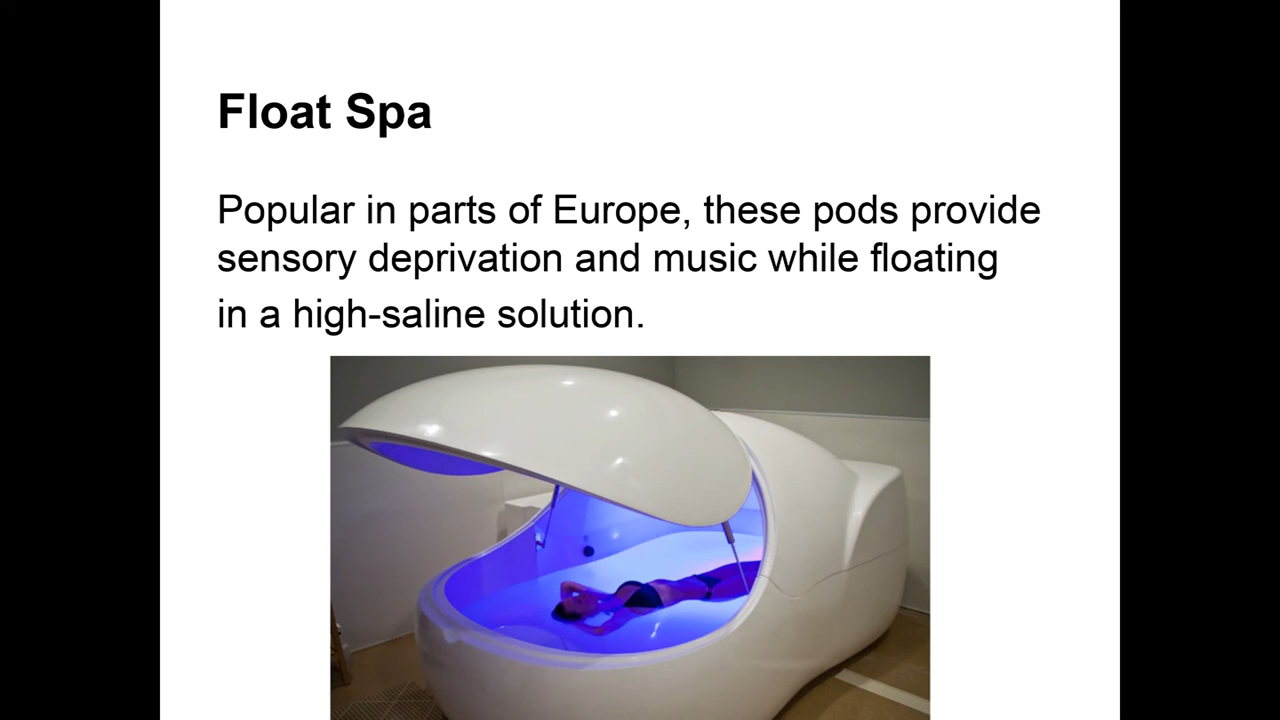 Float Spa
Popular in parts of Europe, these pods provide
sensory deprivation and music while floating
in a high-saline solution.